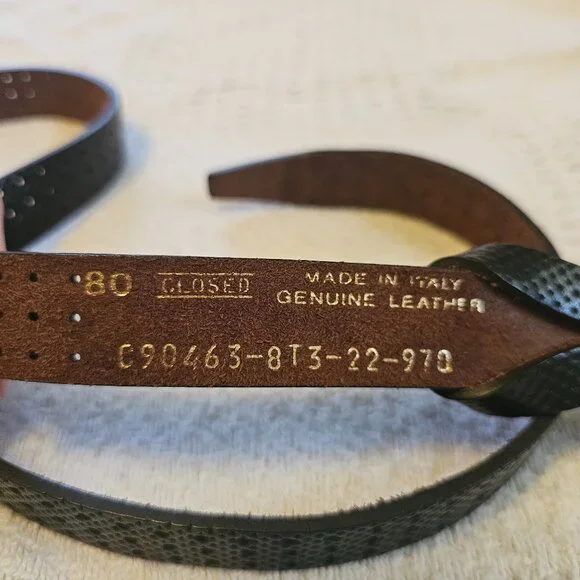 80 CLOSED MADE IN ITALY
GENUINE LEATHER
C90463-8T3-22-970